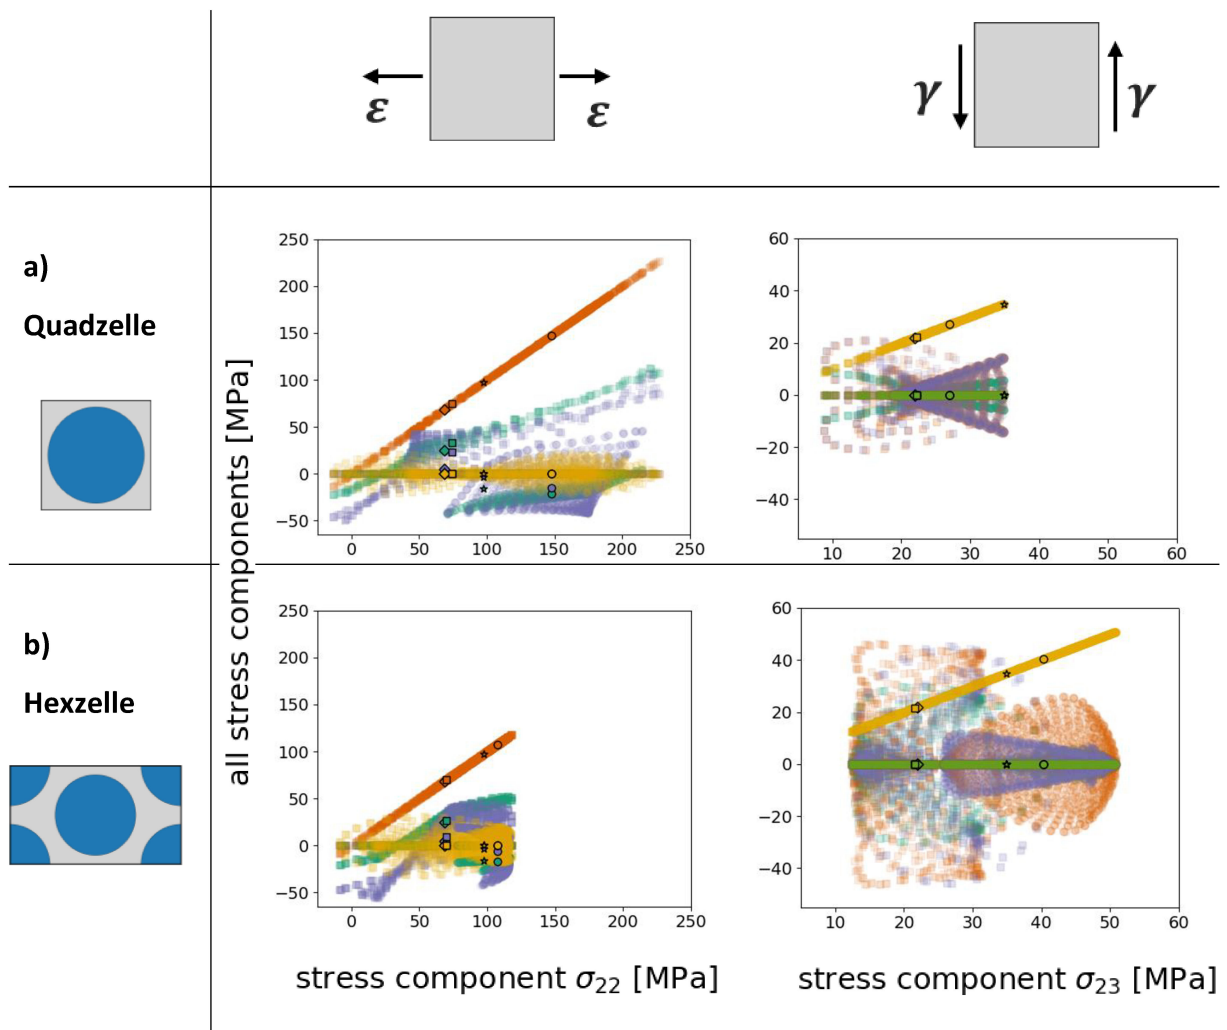 ε ε
γ γ
a)
Quadzelle
250
200
150
100
50
0
−50
0 50 100 150 200 250
60
40
20
0
−20
−40
10 20 30 40 50 60
all stress components [MPa]
b)
Hexzelle
250
200
150
100
50
0
−50
0 50 100 150 200 250
60
40
20
0
−20
−40
10 20 30 40 50 60
stress component σ₂₂ [MPa]
stress component σ₂₃ [MPa]